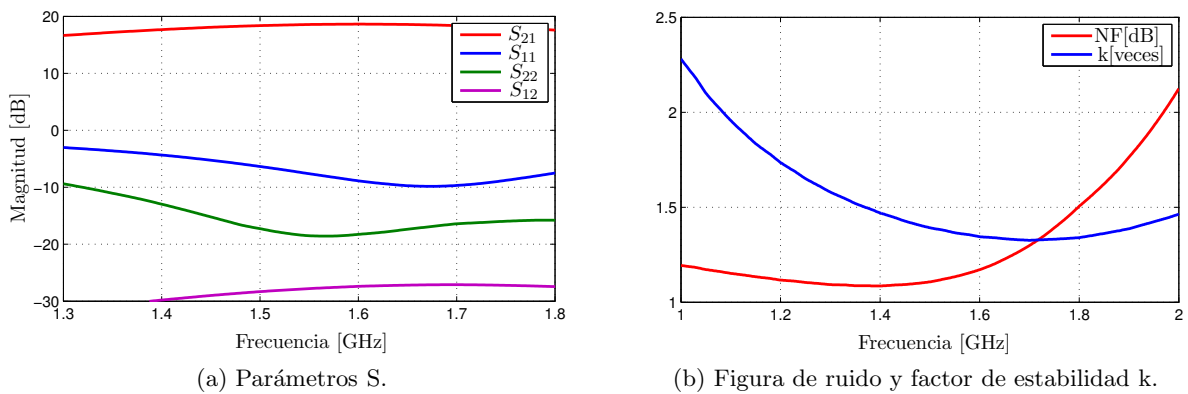 20
10
0
−10
−20
−30
1.3
1.4
1.5
1.6
1.7
1.8
Magnitud [dB]
Frecuencia [GHz]
S21
S11
S22
S12
(a) Parámetros S.
2.5
2
1.5
1
1
1.2
1.4
1.6
1.8
2
Frecuencia [GHz]
NF[dB]
k[veces]
(b) Figura de ruido y factor de estabilidad k.